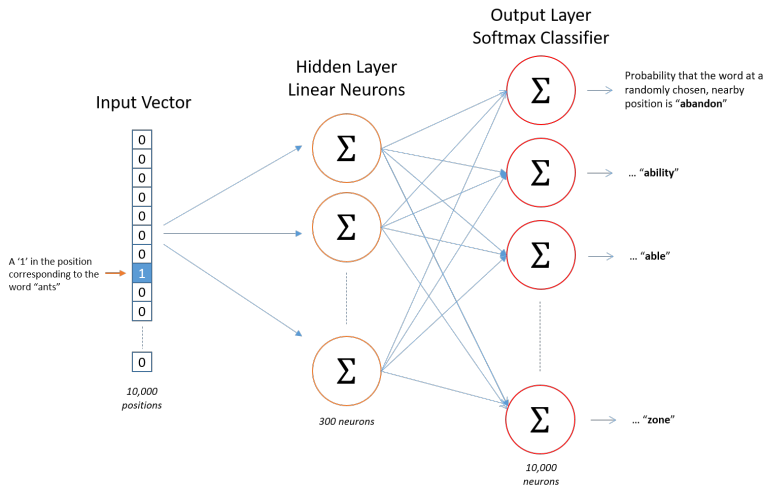 Output Layer
Softmax Classifier
Hidden Layer
Linear Neurons
Input Vector
0
0
0
0
0
0
0
1
0
0
0
A ‘1’ in the position
corresponding to the
word “ants”
10,000
positions
Σ
Σ
Σ
300 neurons
Σ
Σ
Σ
Σ
10,000
neurons
Probability that the word at a
randomly chosen, nearby
position is “abandon”
... “ability”
... “able”
... “zone”